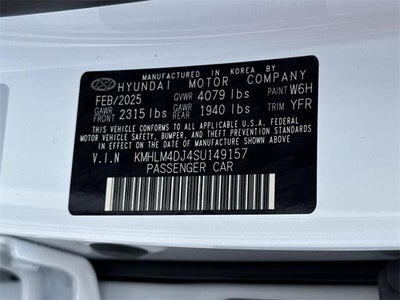 MANUFACTURED IN KOREA BY
HYUNDAI MOTOR COMPANY
FEB/2025 GVWR 4079 lbs PAINT W6H
GAWR FRONT 2315 lbs GAWR REAR 1940 lbs TRIM YFR
THIS VEHICLE CONFORMS TO ALL APPLICABLE U.S.A. FEDERAL
MOTOR VEHICLE SAFETY, BUMPER, AND THEFT PREVENTION
STANDARDS IN EFFECT ON THE DATE OF MANUFACTURE SHOWN ABOVE.
V.I.N KMHLM4DJ4SU149157
PASSENGER CAR